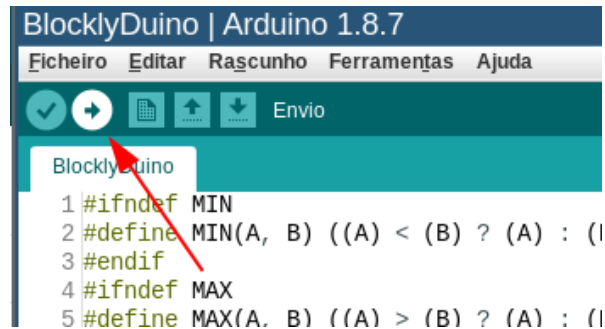 BlocklyDuino | Arduino 1.8.7
Ficheiro Editar Rascunho Ferramentas Ajuda
Envio
BlocklyDuino
1 #ifndef MIN
2 #define MIN(A, B) ((A) < (B) ? (A) : (
3 #endif
4 #ifndef MAX
5 #define MAX(A, B) ((A) > (B) ? (A) : (